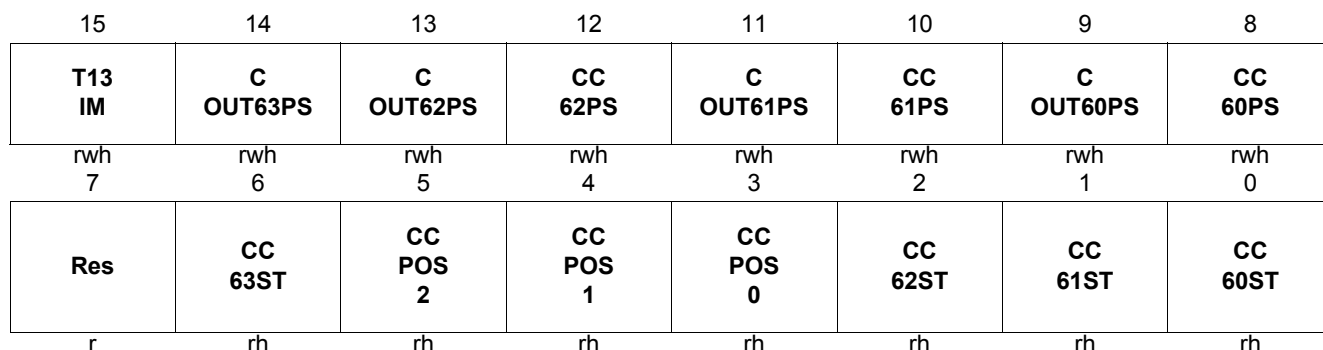 15 14 13 12 11 10 9 8
T13 C C CC C CC C CC
IM OUT63PS OUT62PS 62PS OUT61PS 61PS OUT60PS 60PS
rwh rwh rwh rwh rwh rwh rwh rwh
7 6 5 4 3 2 1 0
Res CC 63ST CC POS 2 CC POS 1 CC POS 0 CC 62ST CC 61ST CC 60ST
r rh rh rh rh rh rh rh